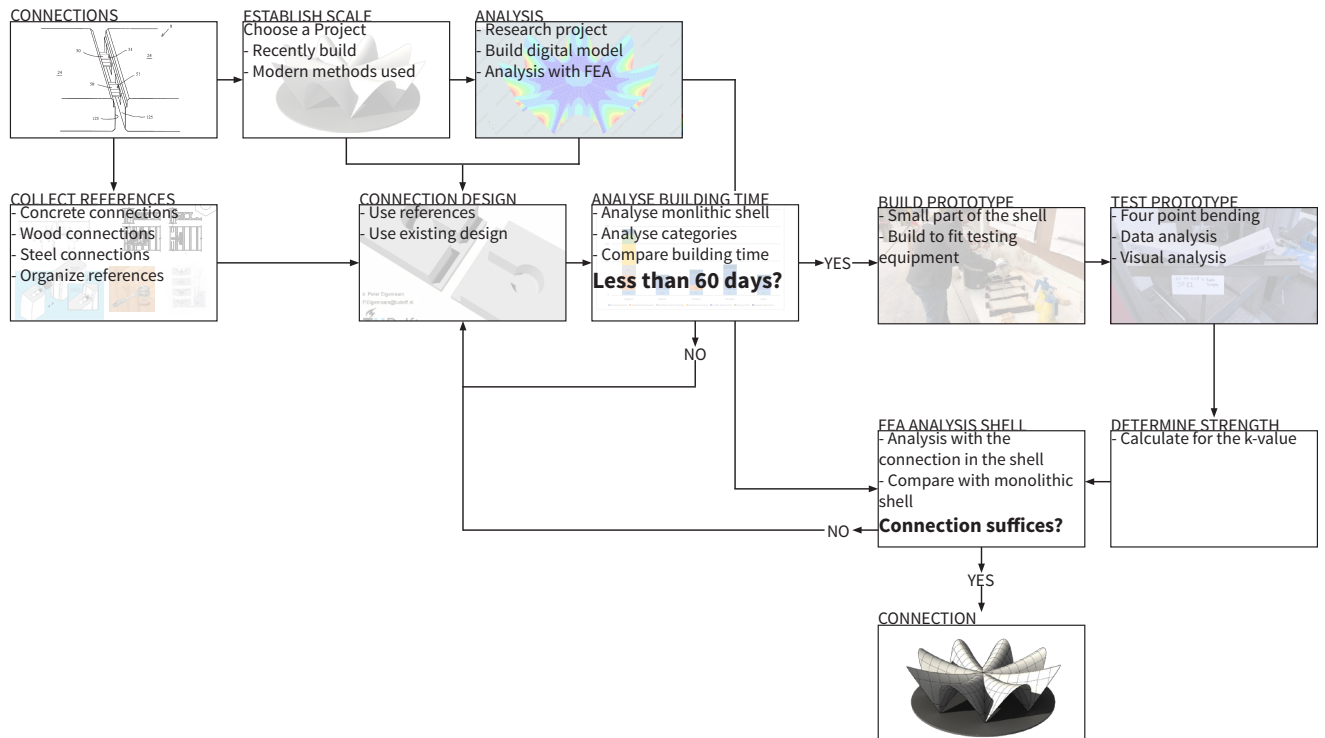 CONNECTIONS
ESTABLISH SCALE
Choose a Project
- Recently build
- Modern methods used
ANALYSIS
- Research project
- Build digital model
- Analysis with FEA
COLLECT REFERENCES
- Concrete connections
- Wood connections
- Steel connections
- Organize references
CONNECTION DESIGN
- Use references
- Use existing design
ANALYSE BUILDING TIME
- Analyse monlithic shell
- Analyse categories
- Compare building time
Less than 60 days?
YES
BUILD PROTOTYPE
- Small part of the shell
- Build to fit testing
equipment
TEST PROTOTYPE
- Four point bending
- Data analysis
- Visual analysis
NO
FEA ANALYSIS SHELL
- Analysis with the
connection in the shell
- Compare with monolithic
shell
Connection suffices?
DETERMINE STRENGTH
- Calculate for the k-value
NO
YES
CONNECTION